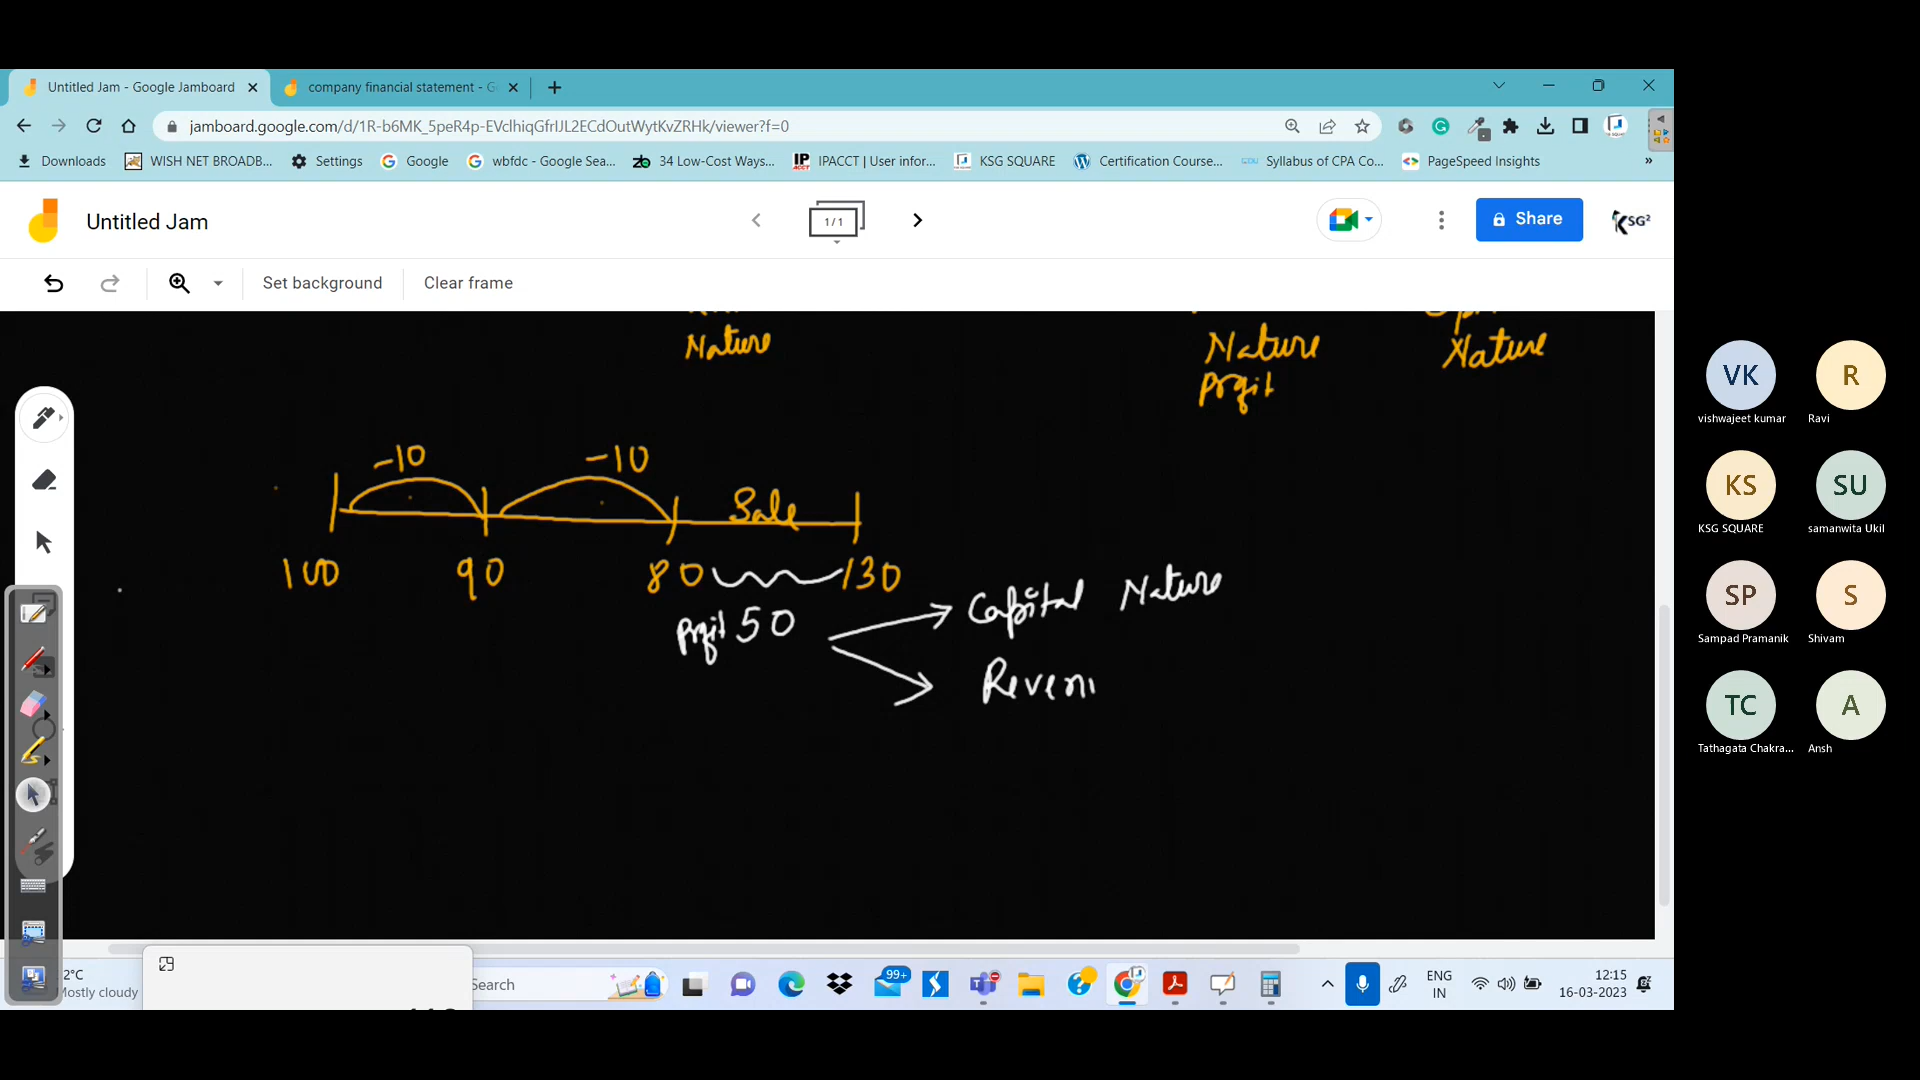 Untitled Jam - Google Jamboard
company financial statement - G
jamboard.google.com/d/1R-b6MK_5peR4p-EVclhiqGfrIJL2ECdOutWytKvZRHk/viewer?f=0
Downloads WISH NET BROADB... Settings Google wbfdc - Google Sea... 34 Low-Cost Ways... IPACCT | User infor... KSG SQUARE Certification Course... Syllabus of CPA Co... PageSpeed Insights »
Untitled Jam
1 / 1
Share
KSG²
Set background
Clear frame
Nature
Nature
Profit
Nature
-10
-10
Sale
100
90
80
130
Profit 50
Capital Nature
Reven
VK
vishwajeet kumar
R
Ravi
KS
KSG SQUARE
SU
samanwita Ukil
SP
Sampad Pramanik
S
Shivam
TC
Tathagata Chakra...
A
Ansh
2°C
Mostly cloudy
Search
99+
ENG
IN
12:15
16-03-2023